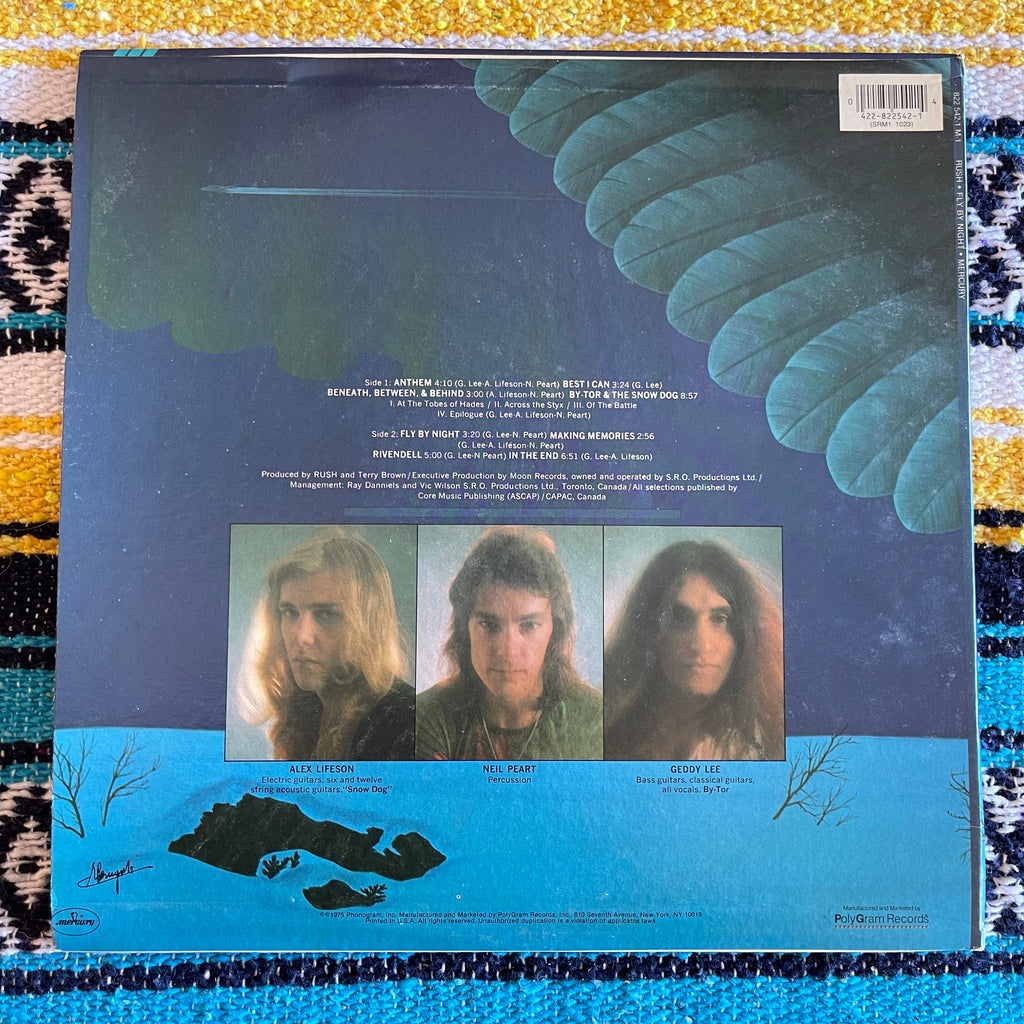 0 4
422-822542-1
(SRM1 1023)
822 542-1 M-1 RUSH • FLY BY NIGHT • MERCURY
Side 1: ANTHEM 4:10 (G. Lee-A. Lifeson-N. Peart) BEST I CAN 3:24 (G. Lee)
BENEATH, BETWEEN, & BEHIND 3:00 (A. Lifeson-N. Peart) BY-TOR & THE SNOW DOG 8:57
I. At The Tobes of Hades / II. Across the Styx / III. Of The Battle
IV. Epilogue (G. Lee-A. Lifeson-N. Peart)
Side 2: FLY BY NIGHT 3:20 (G. Lee-N. Peart) MAKING MEMORIES 2:56
(G. Lee-A. Lifeson-N. Peart)
RIVENDELL 5:00 (G. Lee-N Peart) IN THE END 6:51 (G. Lee-A. Lifeson)
Produced by RUSH and Terry Brown/Executive Production by Moon Records, owned and operated by S.R.O. Productions Ltd./
Management: Ray Danniels and Vic Wilson S.R.O. Productions Ltd., Toronto, Canada/All selections published by
Core Music Publishing (ASCAP)/CAPAC, Canada
ALEX LIFESON
Electric guitars, six and twelve
string acoustic guitars. "Snow Dog"
NEIL PEART
Percussion
GEDDY LEE
Bass guitars, classical guitars,
all vocals. By-Tor
mercury
℗©1975 Phonogram, Inc. Manufactured and Marketed by PolyGram Records, Inc., 810 Seventh Avenue, New York, NY 10019
Printed in U.S.A. All rights reserved. Unauthorized duplication is a violation of applicable laws.
Manufactured and Marketed by
PolyGram Records